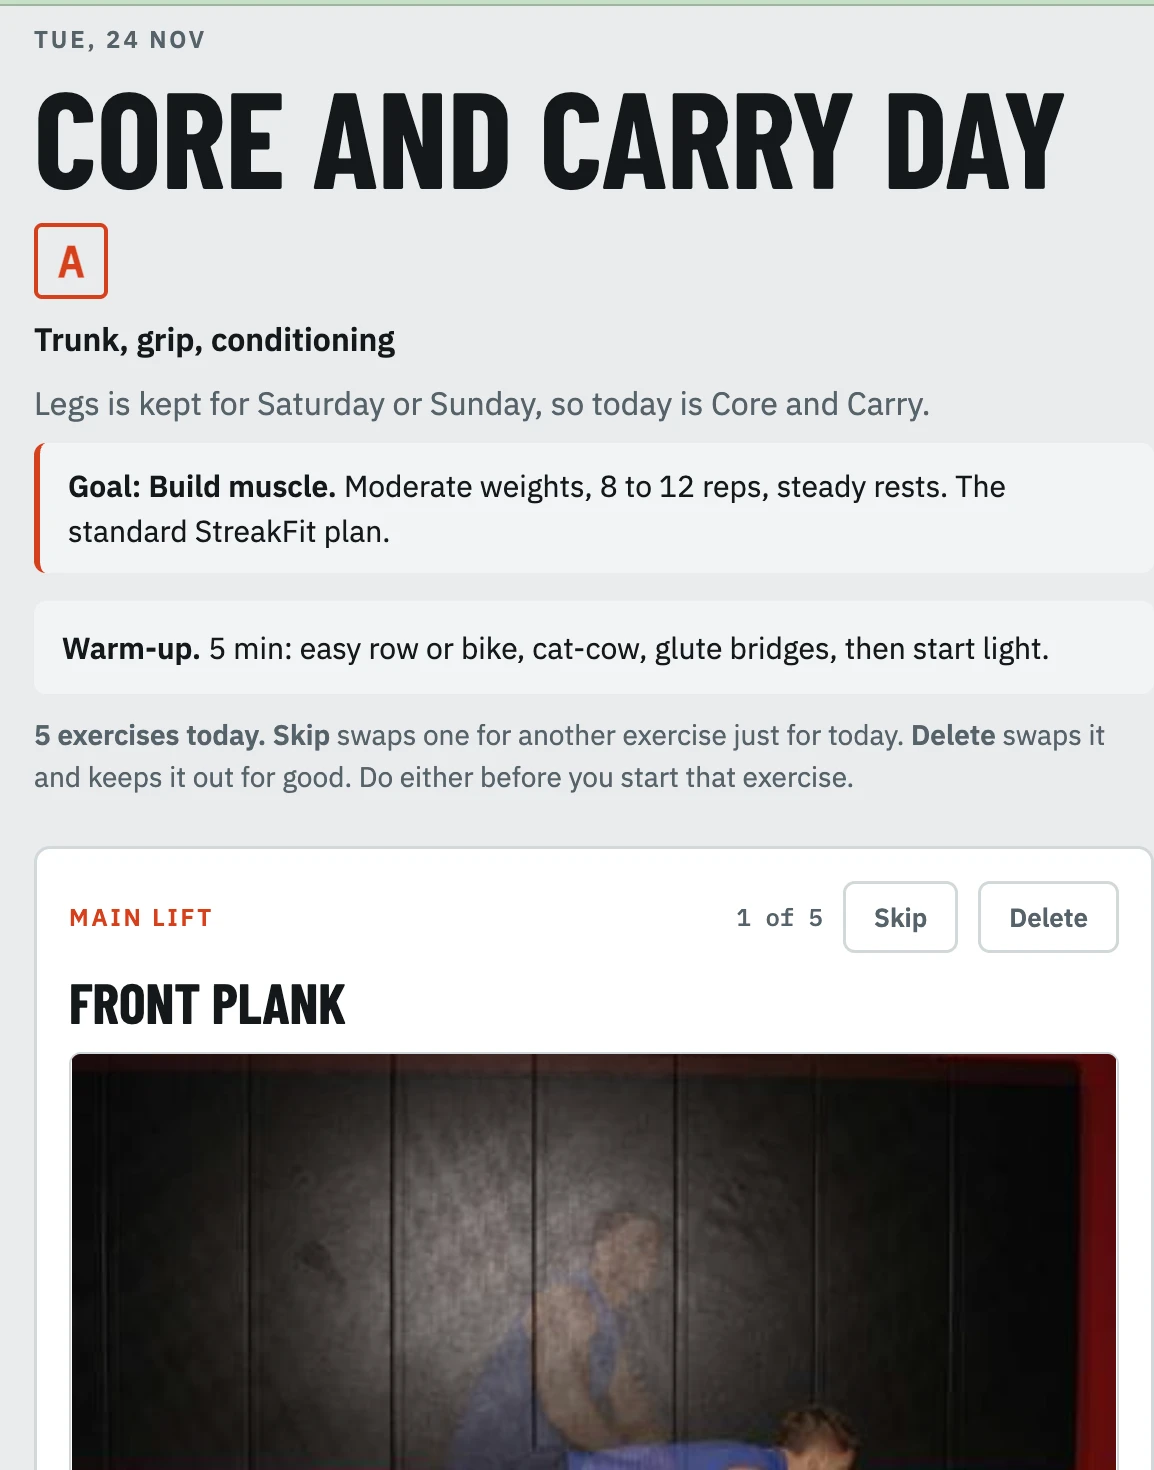 TUE, 24 NOV
CORE AND CARRY DAY
A
Trunk, grip, conditioning
Legs is kept for Saturday or Sunday, so today is Core and Carry.
Goal: Build muscle. Moderate weights, 8 to 12 reps, steady rests. The
standard StreakFit plan.
Warm-up. 5 min: easy row or bike, cat-cow, glute bridges, then start light.
5 exercises today. Skip swaps one for another exercise just for today. Delete swaps it
and keeps it out for good. Do either before you start that exercise.
MAIN LIFT 1 of 5 Skip Delete
FRONT PLANK